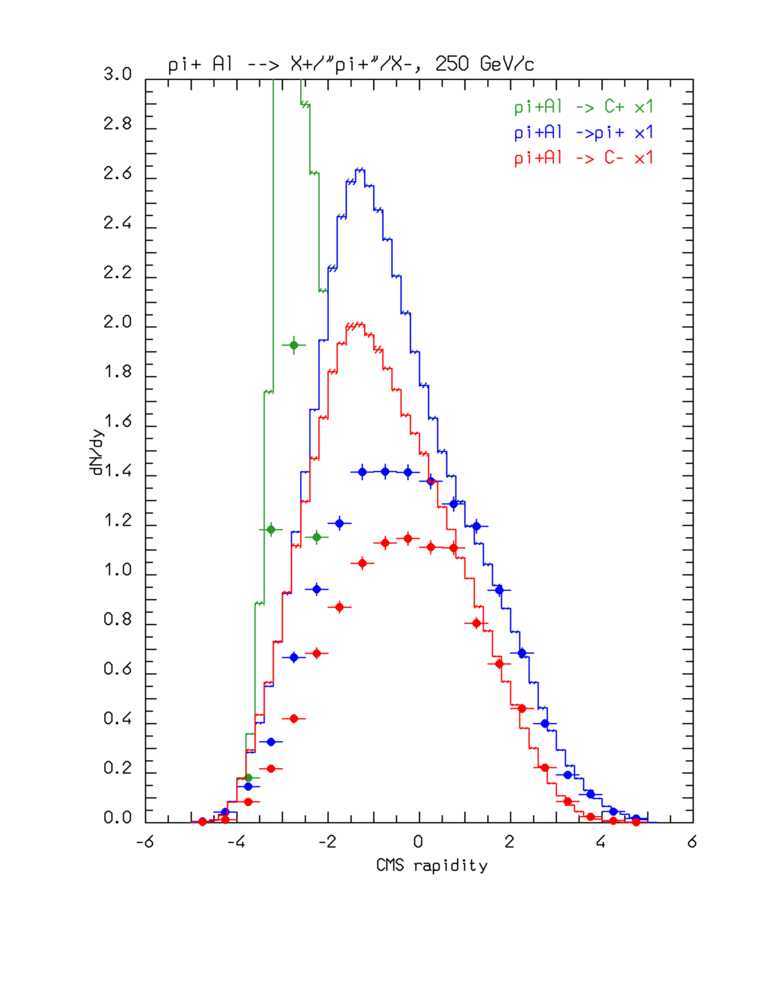 pi+ Al --> X+/"pi+"/X-, 250 GeV/c
3.0
2.8
2.6
2.4
2.2
2.0
1.8
1.6
1.4
1.2
1.0
0.8
0.6
0.4
0.2
0.0
dN/dy
pi+Al -> C+ x1
pi+Al ->pi+ x1
pi+Al -> C- x1
-6 -4 -2 0 2 4 6
CMS rapidity